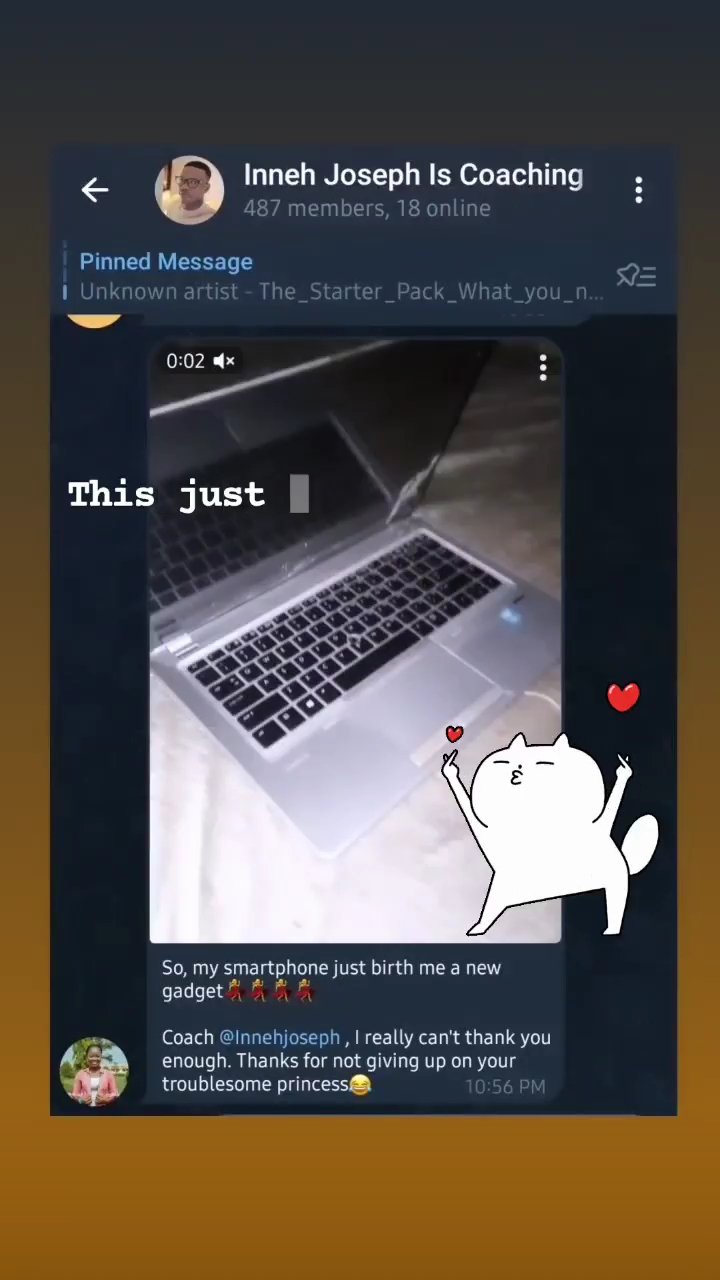 Inneh Joseph Is Coaching
487 members, 18 online
Pinned Message
Unknown artist - The_Starter_Pack_What_you_n...
0:02
This just
So, my smartphone just birth me a new
gadget💃💃💃💃
Coach @Innehjoseph , I really can't thank you
enough. Thanks for not giving up on your
troublesome princess😂
10:56 PM